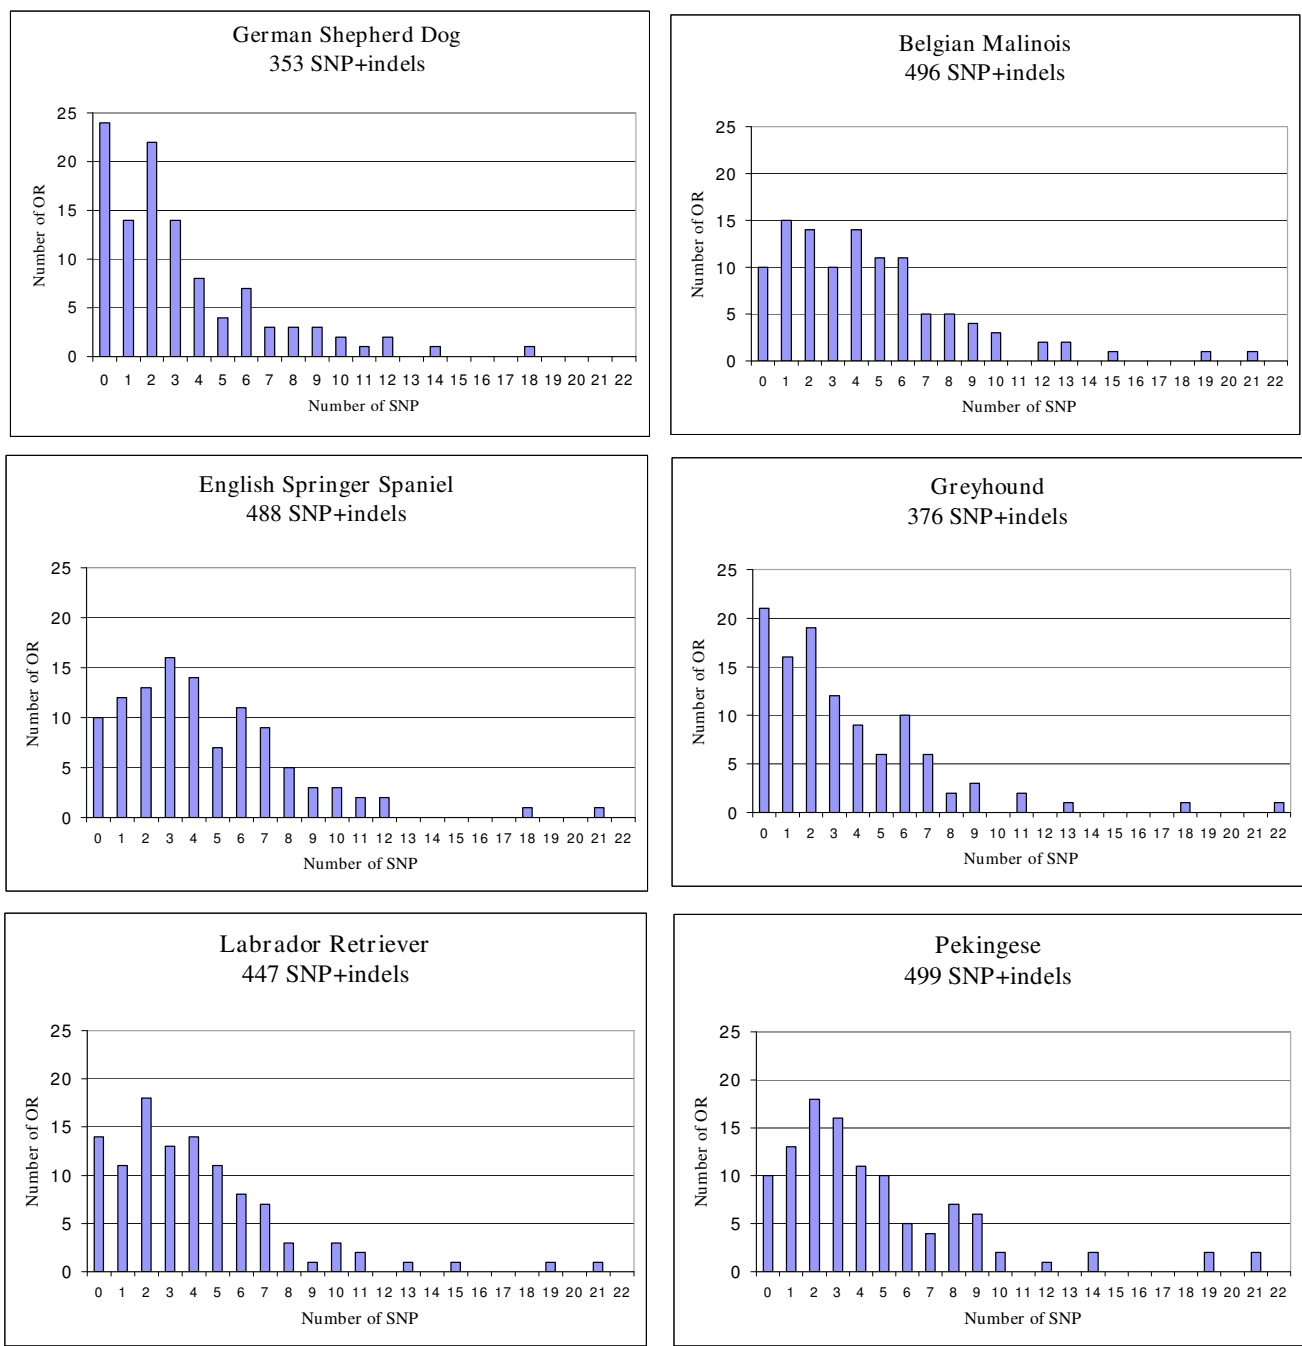 German Shepherd Dog
353 SNP+indels
25
20
15
10
5
0
Number of OR
0 1 2 3 4 5 6 7 8 9 10 11 12 13 14 15 16 17 18 19 20 21 22
Number of SNP
Belgian Malinois
496 SNP+indels
25
20
15
10
5
0
Number of OR
0 1 2 3 4 5 6 7 8 9 10 11 12 13 14 15 16 17 18 19 20 21 22
Number of SNP
English Springer Spaniel
488 SNP+indels
25
20
15
10
5
0
Number of OR
0 1 2 3 4 5 6 7 8 9 10 11 12 13 14 15 16 17 18 19 20 21 22
Number of SNP
Greyhound
376 SNP+indels
25
20
15
10
5
0
Number of OR
0 1 2 3 4 5 6 7 8 9 10 11 12 13 14 15 16 17 18 19 20 21 22
Number of SNP
Labrador Retriever
447 SNP+indels
25
20
15
10
5
0
Number of OR
0 1 2 3 4 5 6 7 8 9 10 11 12 13 14 15 16 17 18 19 20 21 22
Number of SNP
Pekingese
499 SNP+indels
25
20
15
10
5
0
Number of OR
0 1 2 3 4 5 6 7 8 9 10 11 12 13 14 15 16 17 18 19 20 21 22
Number of SNP